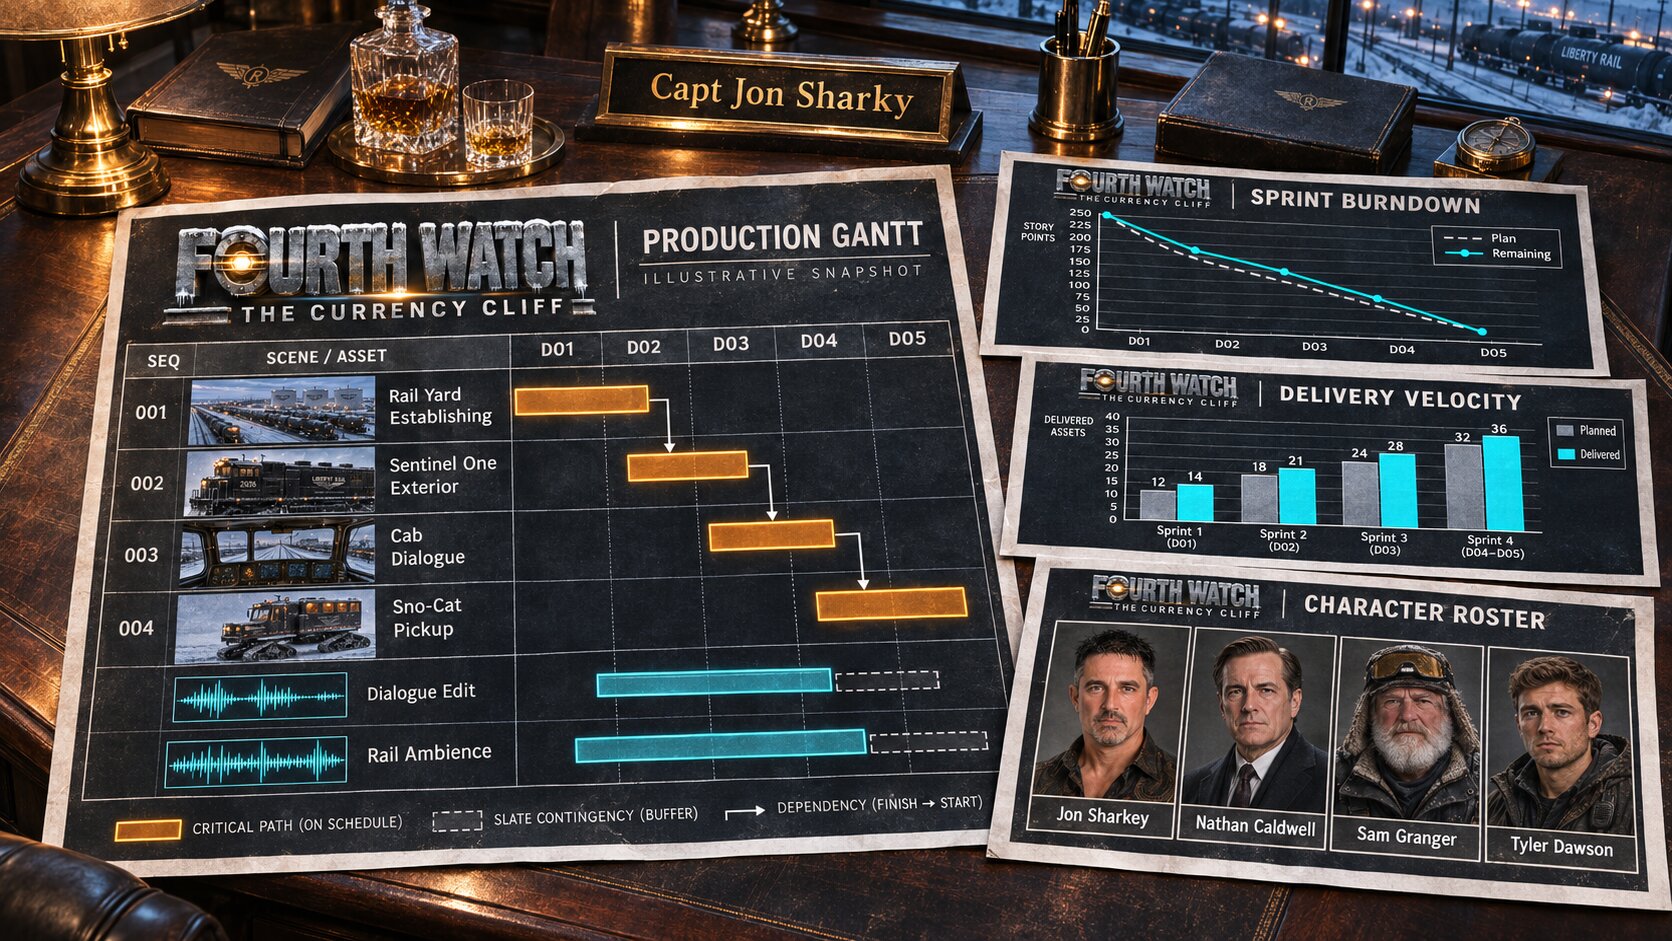 LIBERTY RAIL
R
R
Capt Jon Sharky
FOURTH WATCH
THE CURRENCY CLIFF
PRODUCTION GANTT
ILLUSTRATIVE SNAPSHOT
SEQ
SCENE / ASSET
D01
D02
D03
D04
D05
001
Rail Yard
Establishing
002
Sentinel One
Exterior
003
Cab
Dialogue
004
Sno-Cat
Pickup
Dialogue Edit
Rail Ambience
CRITICAL PATH (ON SCHEDULE)
SLATE CONTINGENCY (BUFFER)
DEPENDENCY (FINISH → START)
FOURTH WATCH
THE CURRENCY CLIFF
SPRINT BURNDOWN
STORY
POINTS
250
225
200
175
150
125
100
75
50
25
0
Plan
Remaining
D01
D02
D03
D04
D05
FOURTH WATCH
THE CURRENCY CLIFF
DELIVERY VELOCITY
DELIVERED
ASSETS
40
35
30
25
20
15
10
5
0
12
14
18
21
24
28
32
36
Planned
Delivered
Sprint 1
(D01)
Sprint 2
(D02)
Sprint 3
(D03)
Sprint 4
(D04–D05)
FOURTH WATCH
THE CURRENCY CLIFF
CHARACTER ROSTER
Jon Sharkey
Nathan Caldwell
Sam Granger
Tyler Dawson